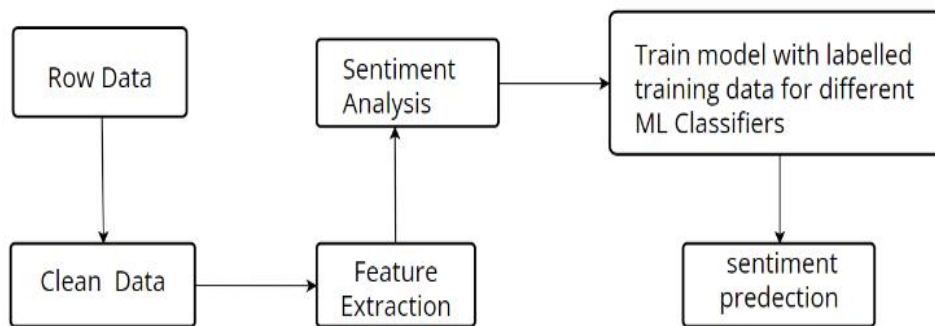 Row Data
Clean Data
Feature
Extraction
Sentiment
Analysis
Train model with labelled
training data for different
ML Classifiers
sentiment
predection